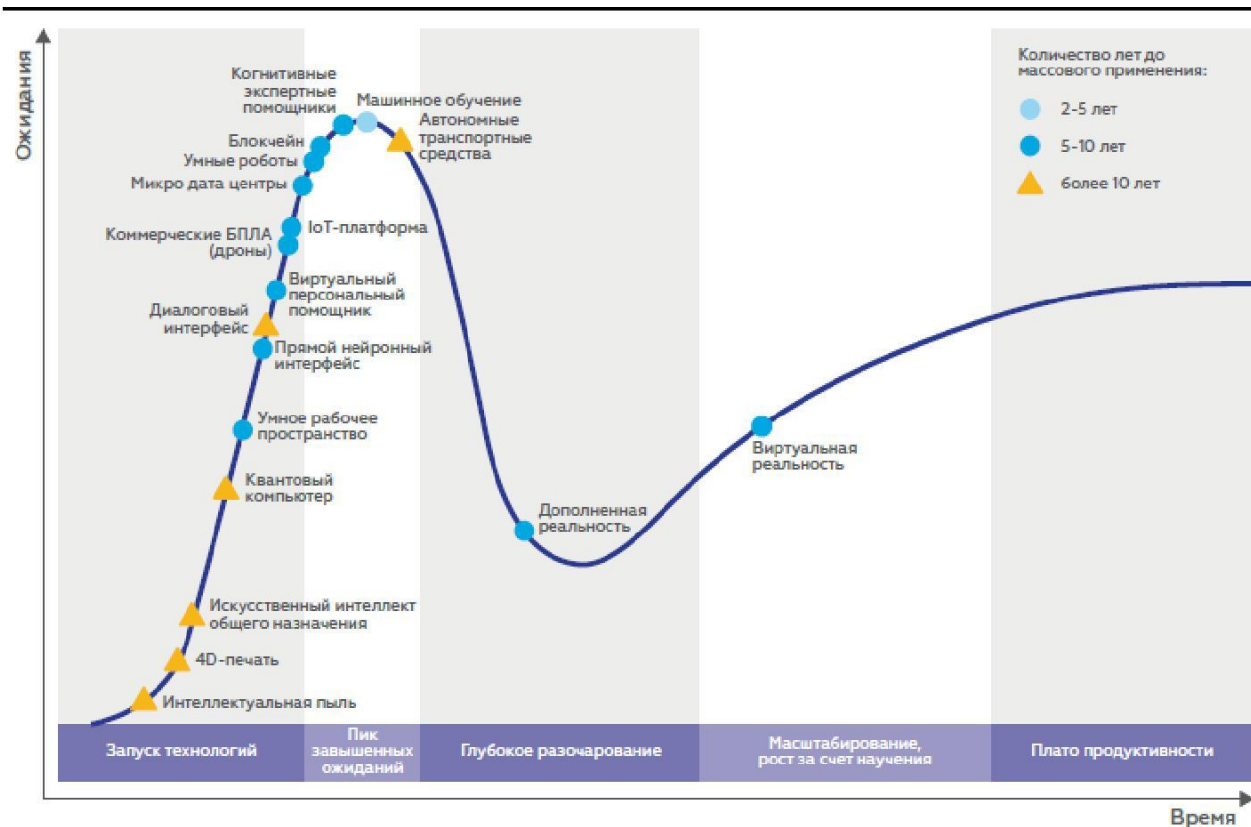 Ожидания
Количество лет до
массового применения:
2-5 лет
5-10 лет
более 10 лет
Когнитивные
экспертные
помощники
Машинное обучение
Автономные
транспортные
средства
Блокчейн
Умные роботы
Микро дата центры
IoT-платформа
Коммерческие БПЛА
(дроны)
Виртуальный
персональный
помощник
Диалоговый
интерфейс
Прямой нейронный
интерфейс
Умное рабочее
пространство
Виртуальная
реальность
Квантовый
компьютер
Дополненная
реальность
Искусственный интеллект
общего назначения
4D-печать
Интеллектуальная пыль
Запуск технологий
Пик
завышенных
ожиданий
Глубокое разочарование
Масштабирование,
рост за счет научения
Плато продуктивности
Время